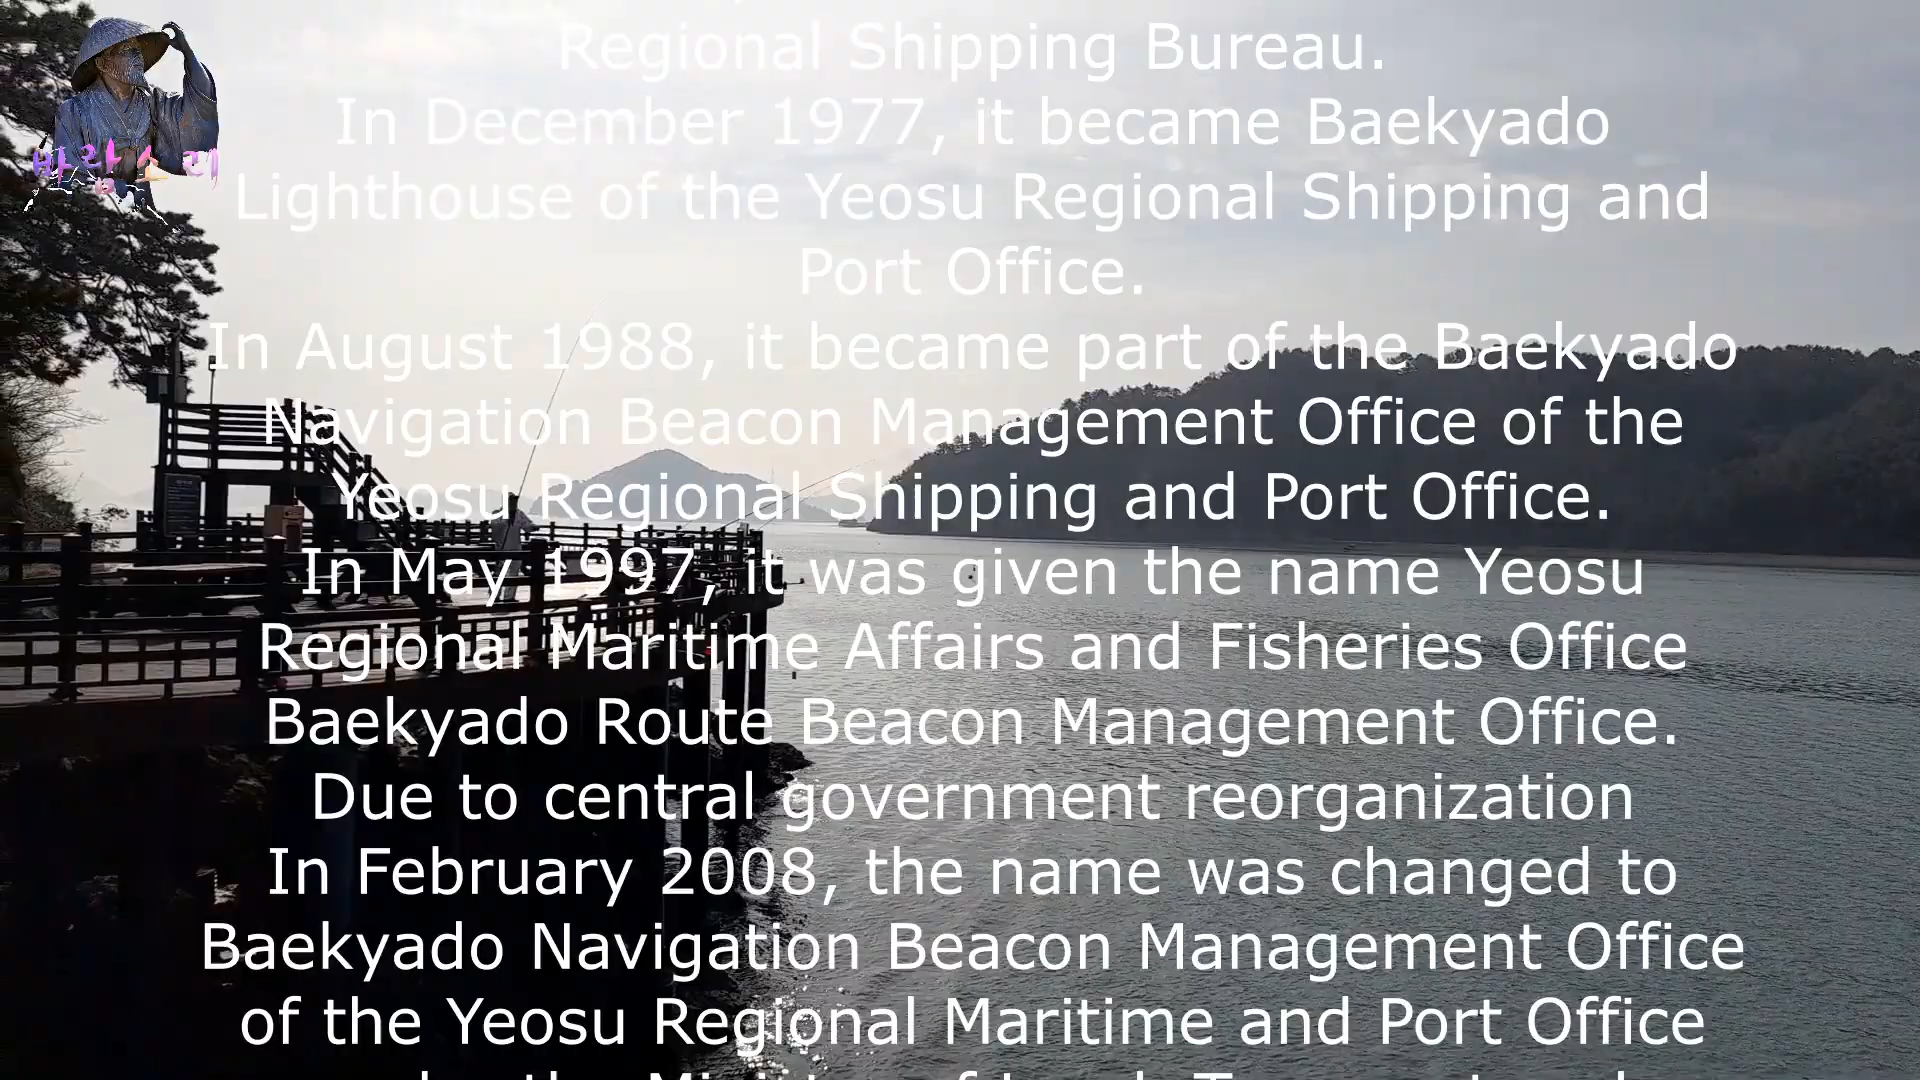 바람소리
Regional Shipping Bureau.
In December 1977, it became Baekyado
Lighthouse of the Yeosu Regional Shipping and
Port Office.
In August 1988, it became part of the Baekyado
Navigation Beacon Management Office of the
Yeosu Regional Shipping and Port Office.
In May 1997, it was given the name Yeosu
Regional Maritime Affairs and Fisheries Office
Baekyado Route Beacon Management Office.
Due to central government reorganization
In February 2008, the name was changed to
Baekyado Navigation Beacon Management Office
of the Yeosu Regional Maritime and Port Office